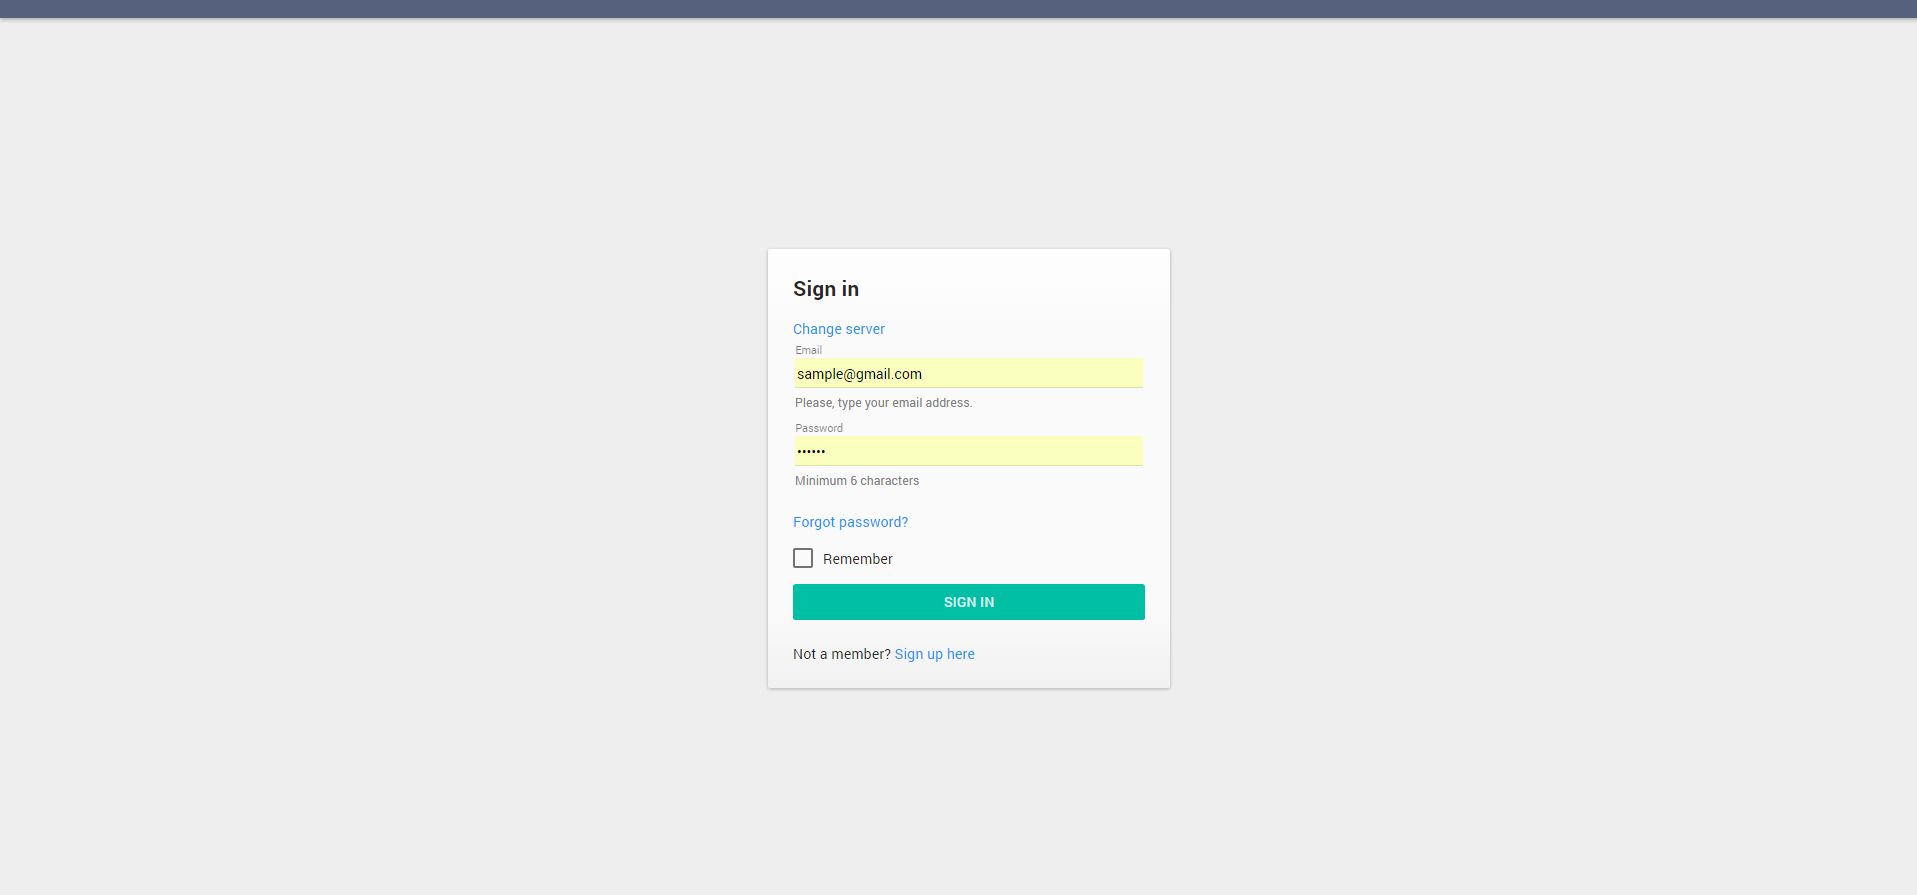 Sign in
Change server
Email
sample@gmail.com
Please, type your email address.
Password
••••••
Minimum 6 characters
Forgot password?
Remember
SIGN IN
Not a member? Sign up here